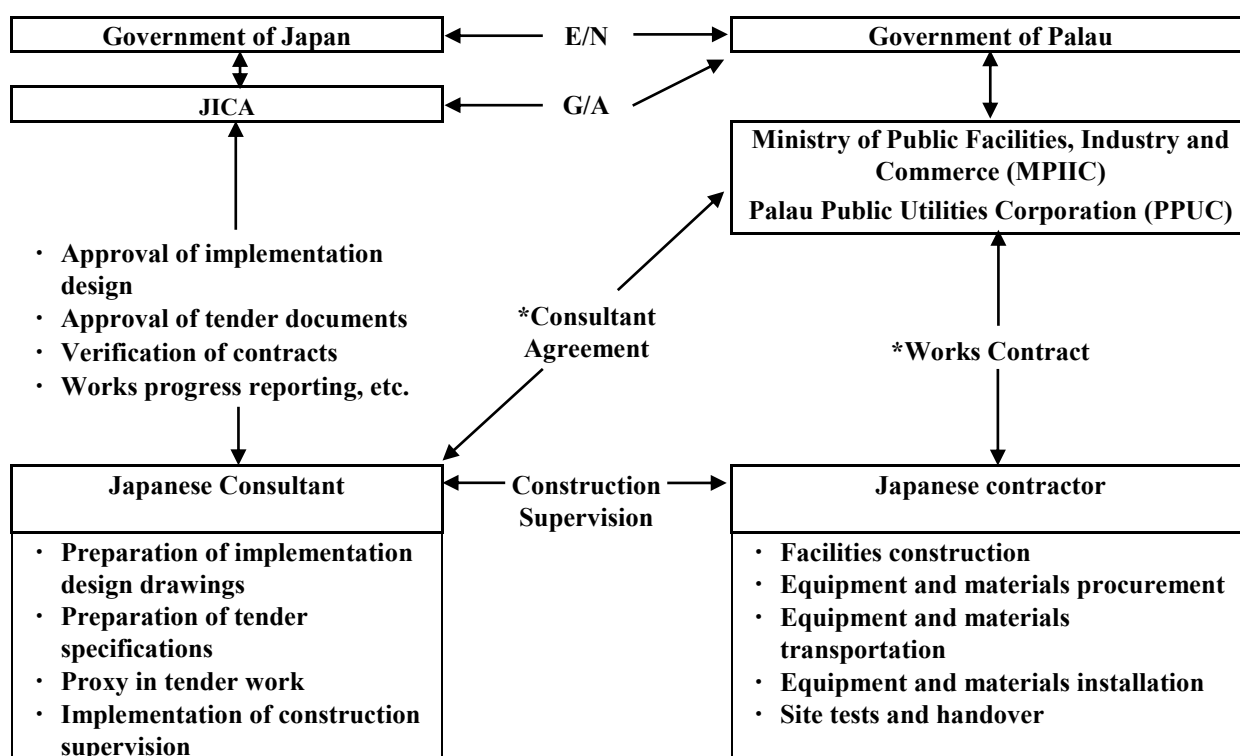 Government of Japan
E/N
Government of Palau
JICA
G/A
Ministry of Public Facilities, Industry and
Commerce (MPIIC)
Palau Public Utilities Corporation (PPUC)
・ Approval of implementation
design
・ Approval of tender documents
・ Verification of contracts
・ Works progress reporting, etc.
*Consultant
Agreement
*Works Contract
Japanese Consultant
Construction
Supervision
Japanese contractor
・ Preparation of implementation
design drawings
・ Preparation of tender
specifications
・ Proxy in tender work
・ Implementation of construction
supervision
・ Facilities construction
・ Equipment and materials procurement
・ Equipment and materials
transportation
・ Equipment and materials installation
・ Site tests and handover